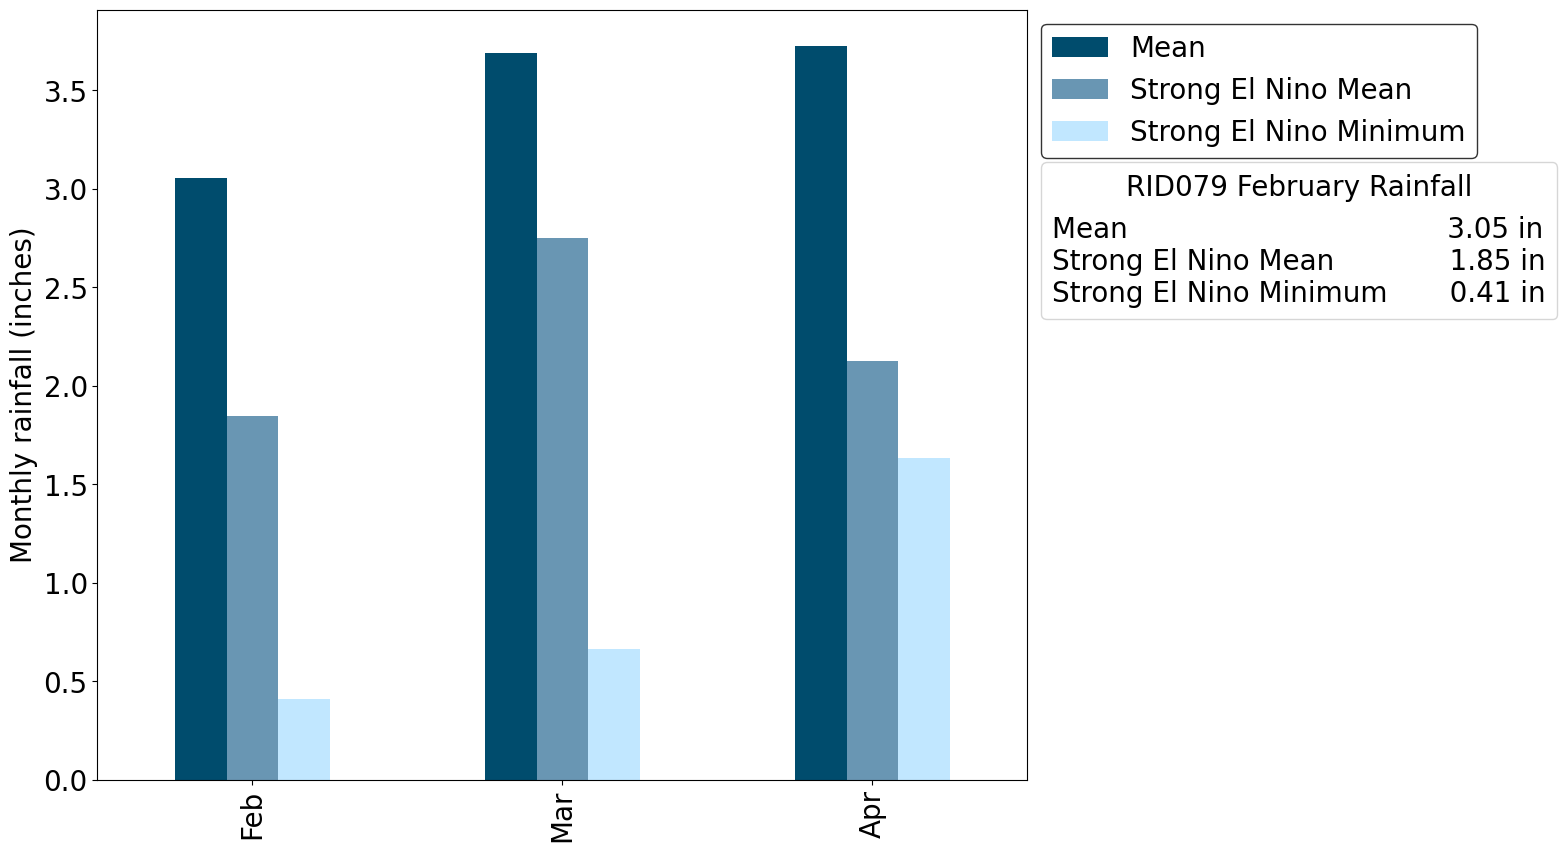 Monthly rainfall (inches)
3.5
3.0
2.5
2.0
1.5
1.0
0.5
0.0
Feb
Mar
Apr
Mean
Strong El Nino Mean
Strong El Nino Minimum
RID079 February Rainfall
Mean 3.05 in
Strong El Nino Mean 1.85 in
Strong El Nino Minimum 0.41 in